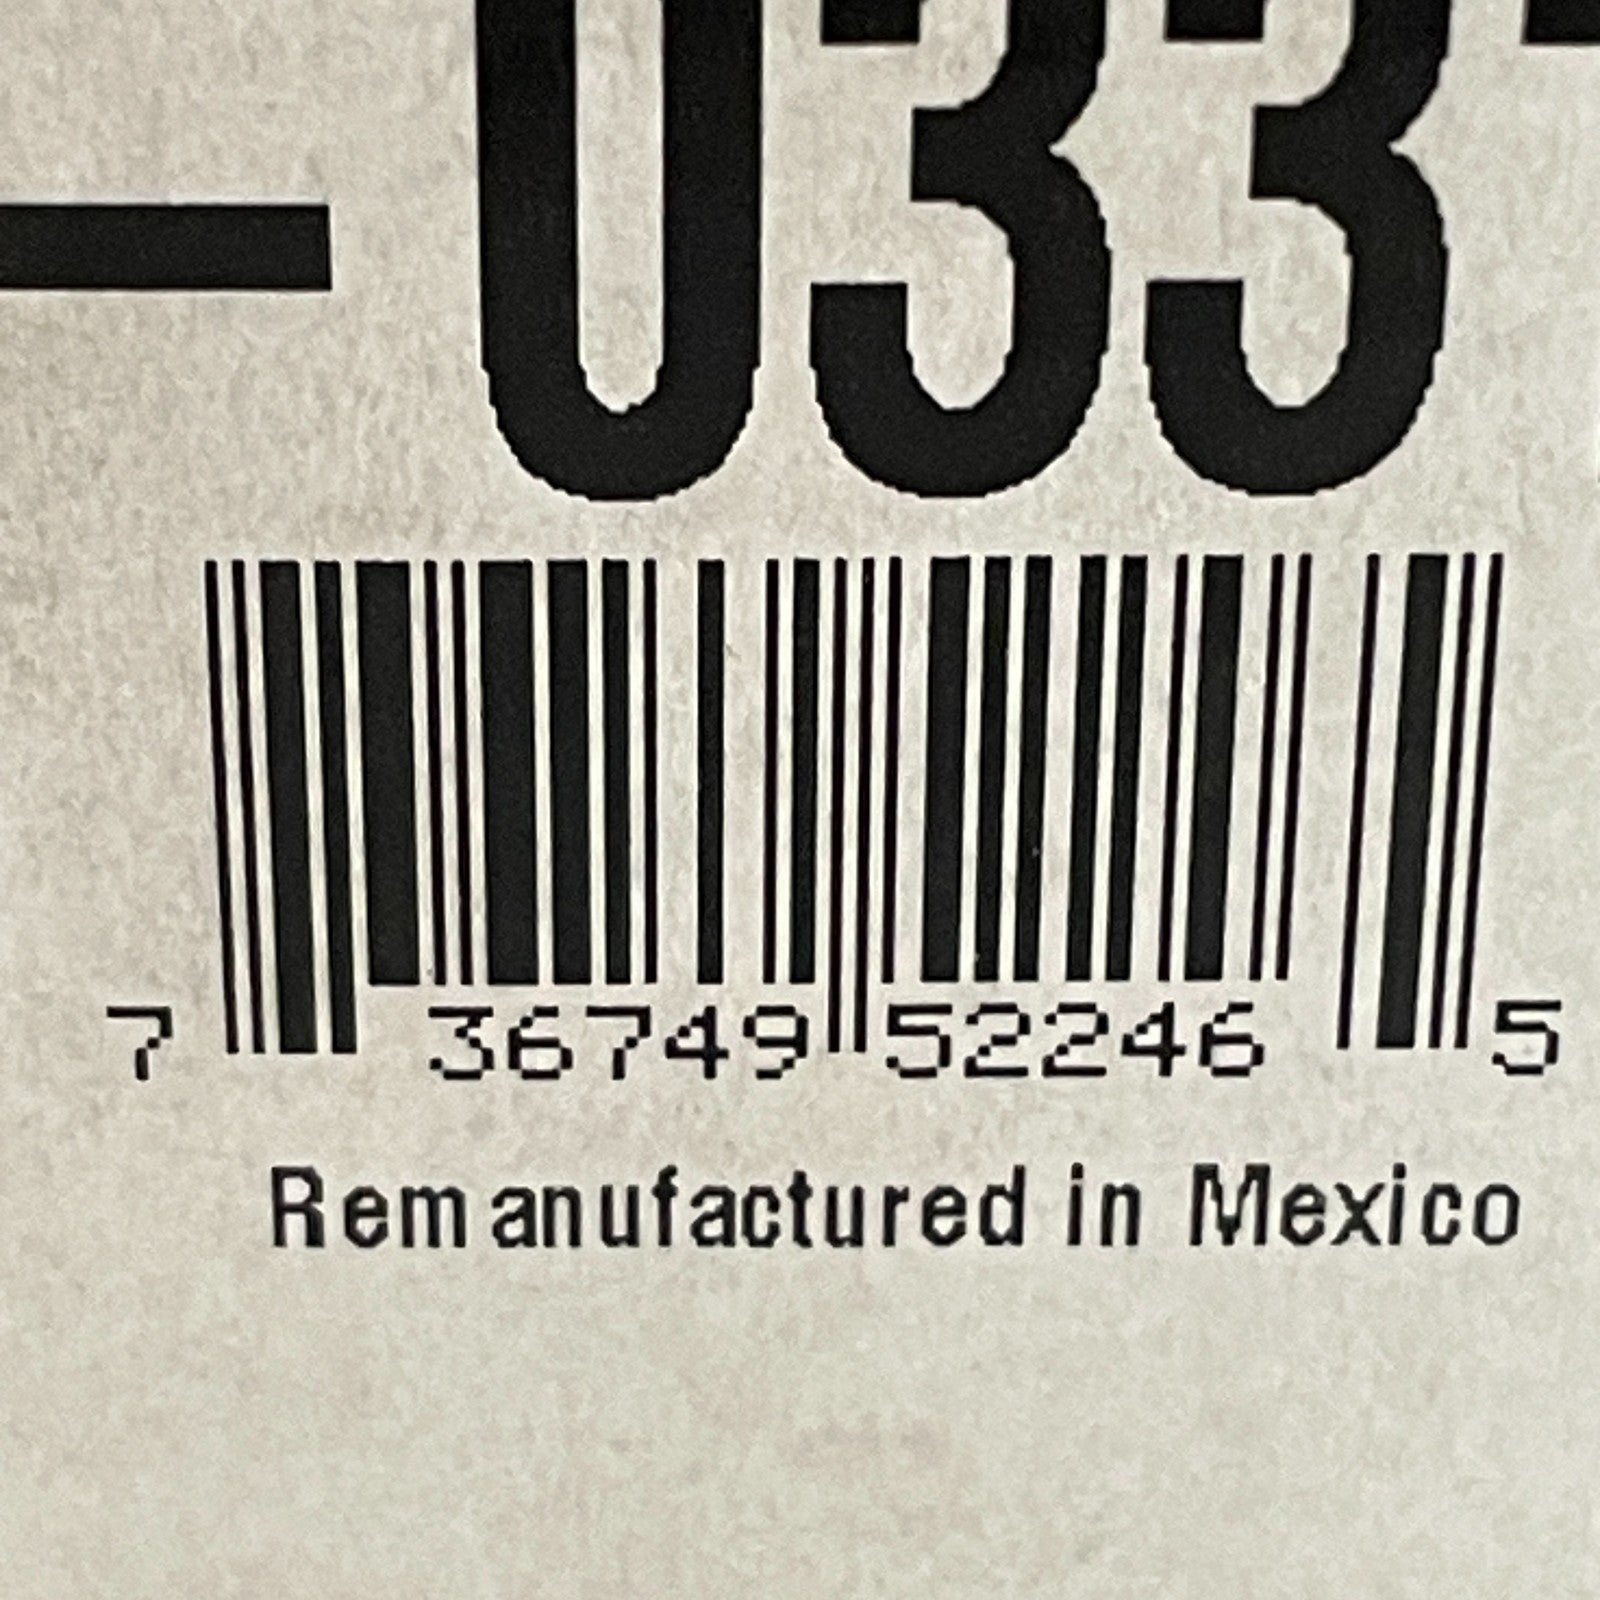 -033
7 36749 52246 5
Remanufactured in Mexico